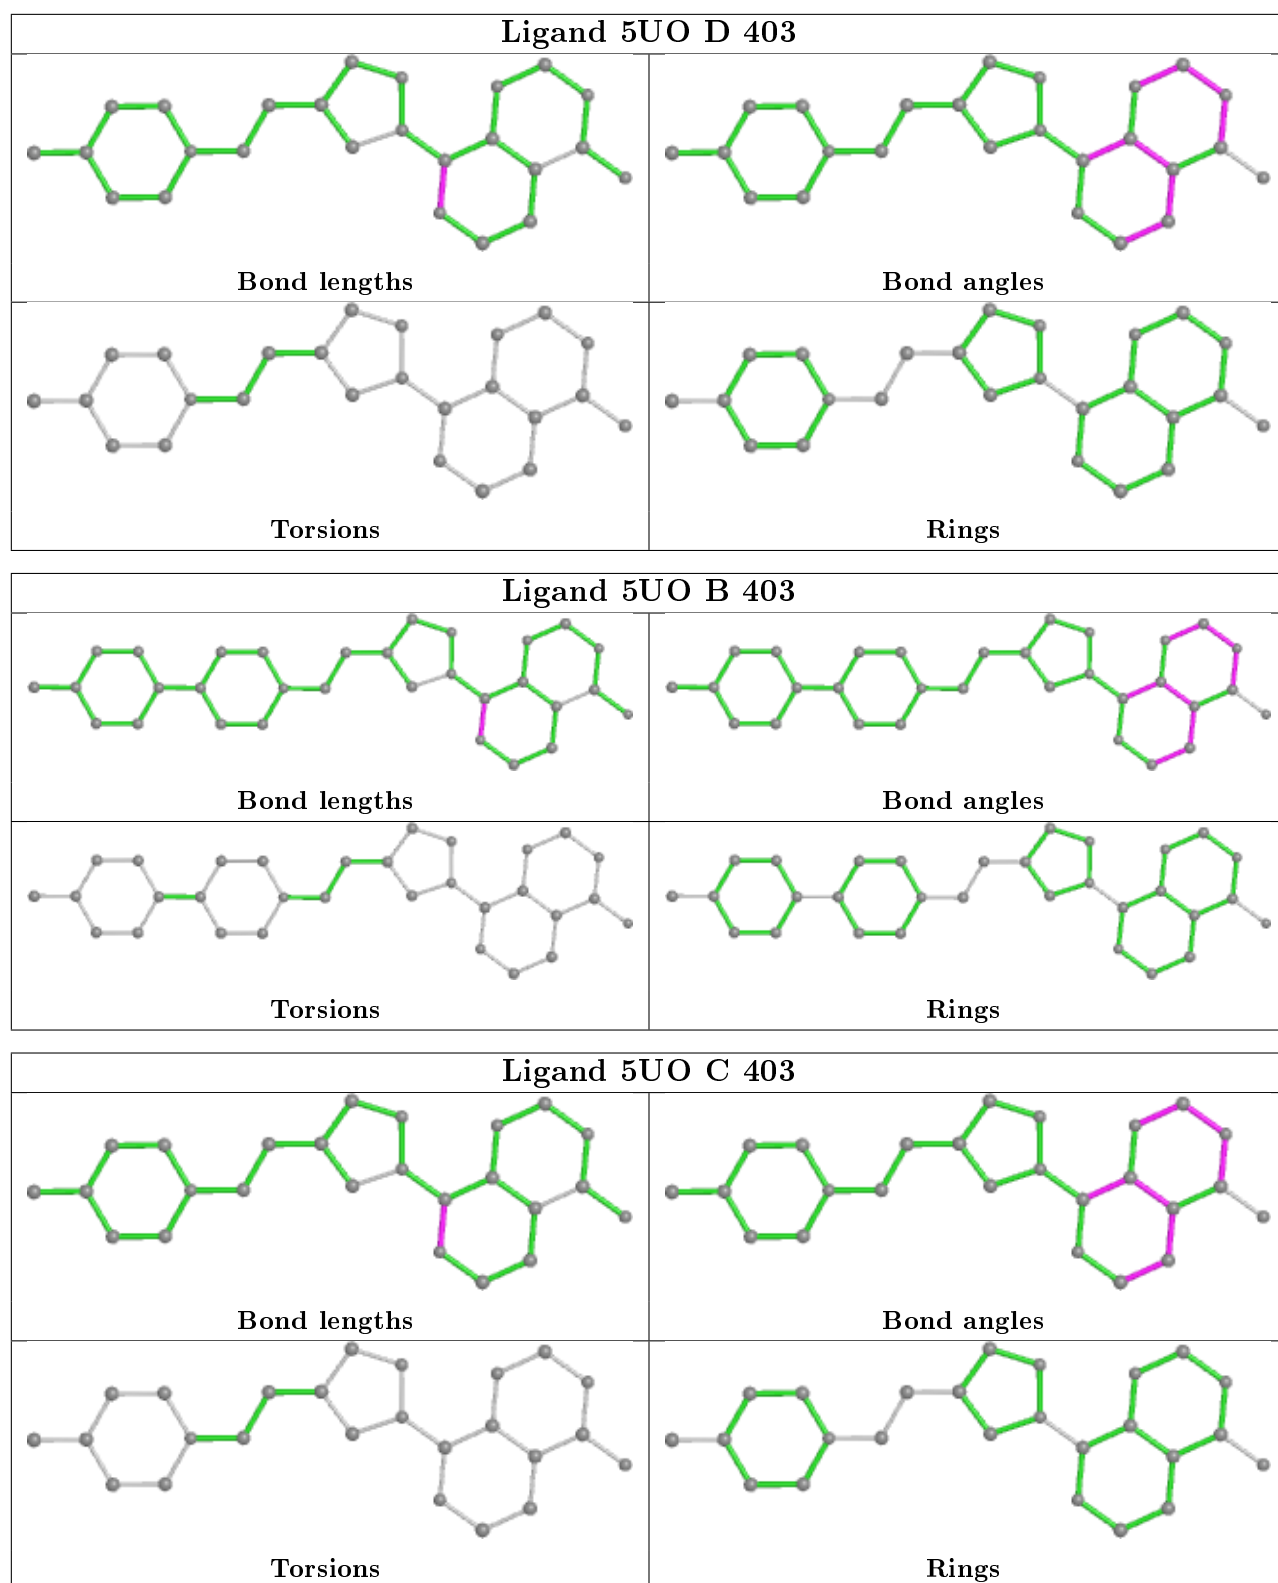 Ligand 5UO D 403
Bond lengths
Bond angles
Torsions
Rings
Ligand 5UO B 403
Bond lengths
Bond angles
Torsions
Rings
Ligand 5UO C 403
Bond lengths
Bond angles
Torsions
Rings